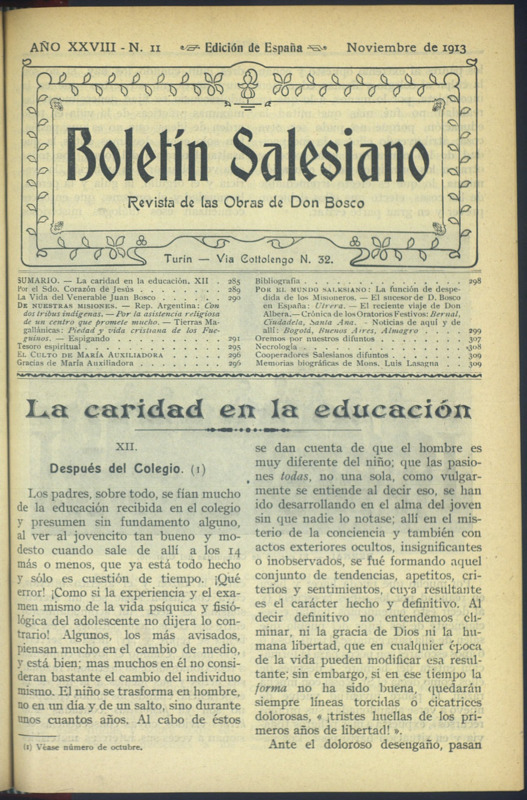 AÑO XXVIII - N. 11 Edición de España Noviembre de 1913
Boletín Salesiano
Revista de las Obras de Don Bosco
Turín — Via Cottolengo N. 32.
SUMARIO. — La caridad en la educación, XII . 285
Por el Sdo. Corazón de Jesús . . . . . . . . 289
La Vida del Venerable Juan Bosco . . . . . 290
DE NUESTRAS MISIONES. — Rep. Argentina: Con
dos tribus indígenas. — Por la asistencia religiosa
de un centro que promete mucho. — Tierras Ma-
gallánicas: Piedad y vida cristiana de los Fue-
guinos. — Espigando . . . . . . . . . 291
Tesoro espiritual . . . . . . . . . . . 295
EL CULTO DE MARÍA AUXILIADORA . . . . . 296
Gracias de María Auxiliadora . . . . . . . 296
Bibliografía . . . . . . . . . . . . . 298
POR EL MUNDO SALESIANO: La función de despe-
dida de los Misioneros. — El sucesor de D. Bosco
en España: Utrera. — El reciente viaje de Don
Albera. — Crónica de los Oratorios Festivos: Bernal,
Ciudadela, Santa Ana. — Noticias de aquí y de
allí: Bogotá, Buenos Aires, Almagro . . . . 299
Oremos por nuestros difuntos . . . . . . . 307
Necrología . . . . . . . . . . . . . 308
Cooperadores Salesianos difuntos . . . . . . 309
Memorias biográficas de Mons. Luis Lasagna . . 309
La caridad en la educación
XII.
Después del Colegio. (1)
Los padres, sobre todo, se fían mucho
de la educación recibida en el colegio
y presumen sin fundamento alguno,
al ver al jovencito tan bueno y mo-
desto cuando sale de allí a los 14
más o menos, que ya está todo hecho
y sólo es cuestión de tiempo. ¡Qué
error! ¡Como si la experiencia y el exa-
men mismo de la vida psíquica y fisió-
lógica del adolescente no dijera lo con-
trario! Algunos, los más avisados,
piensan mucho en el cambio de medio,
y está bien; mas muchos en él no consi-
deran bastante el cambio del individuo
mismo. El niño se trasforma en hombre,
no en un día y de un salto, sino durante
unos cuantos años. Al cabo de éstos
(1) Véase número de octubre.
se dan cuenta de que el hombre es
muy diferente del niño; que las pasio-
nes todas, no una sola, como vulgar-
mente se entiende al decir eso, se han
ido desarrollando en el alma del joven
sin que nadie lo notase; allí en el mis-
terio de la conciencia y también con
actos exteriores ocultos, insignificantes
o inobservados, se fué formando aquel
conjunto de tendencias, apetitos, cri-
terios y sentimientos, cuya resultante
es el carácter hecho y definitivo. Al
decir definitivo no entendemos eli-
minar, ni la gracia de Dios ni la hu-
mana libertad, que en cualquier época
de la vida pueden modificar esa resul-
tante; sin embargo, si en ese tiempo la
forma no ha sido buena, quedarán
siempre líneas torcidas o cicatrices
dolorosas, « ¡tristes huellas de los pri-
meros años de libertad! ».
Ante el doloroso desengaño, pasan